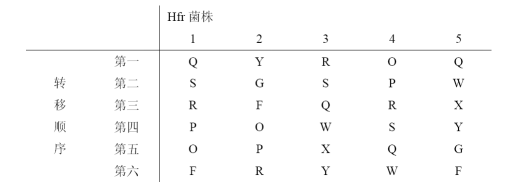 Hfr 菌株
1 2 3 4 5
第一 Q Y R O Q
转 第二 S G S P W
移 第三 R F Q R X
顺 第四 P O W S Y
序 第五 O P X Q G
第六 F R Y W F